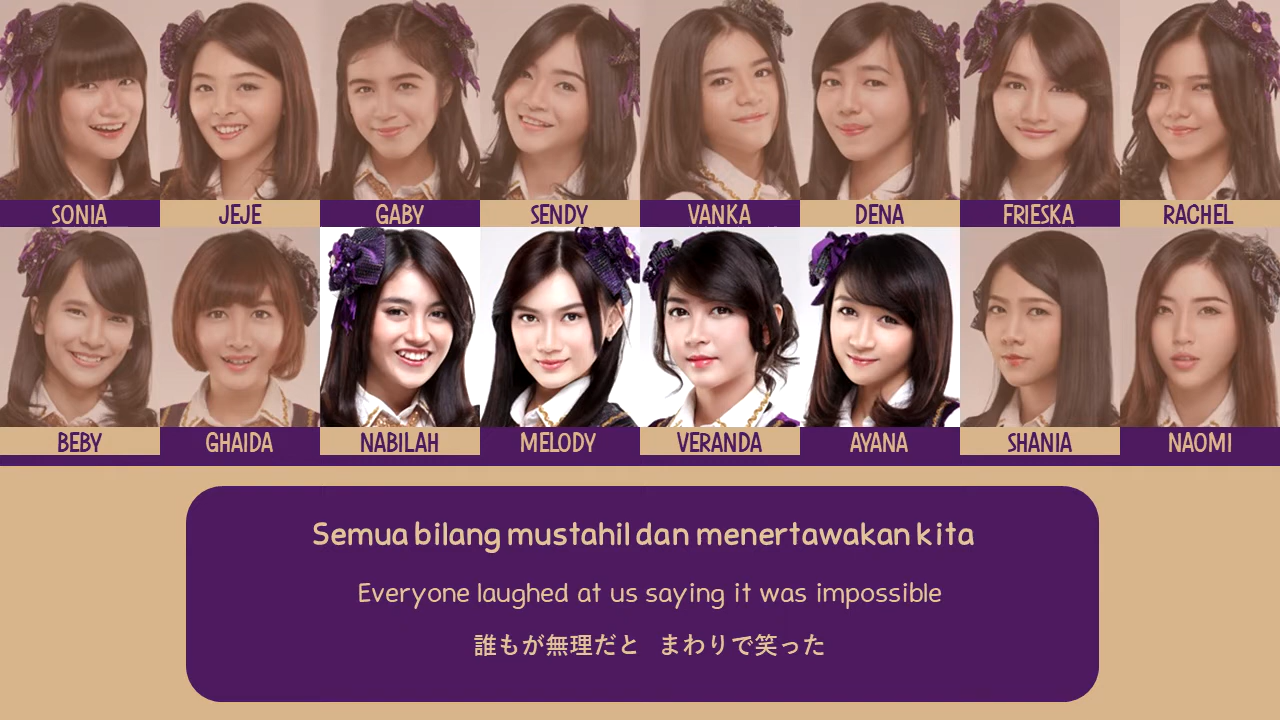 SONIA JEJE GABY SENDY VANKA DENA FRIESKA RACHEL
BEBY GHAIDA NABILAH MELODY VERANDA AYANA SHANIA NAOMI
Semua bilang mustahil dan menertawakan kita
Everyone laughed at us saying it was impossible
誰もが無理だと まわりで笑った